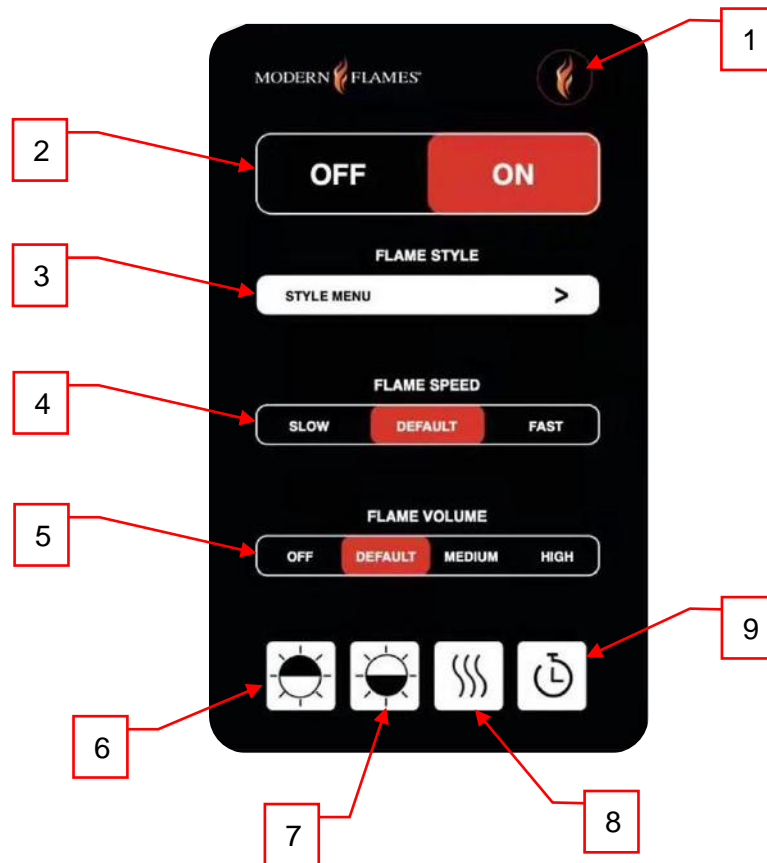 1
MODERN FLAMES
2
OFF ON
FLAME STYLE
3
STYLE MENU >
FLAME SPEED
4
SLOW DEFAULT FAST
FLAME VOLUME
5
OFF DEFAULT MEDIUM HIGH
9
6
7
8